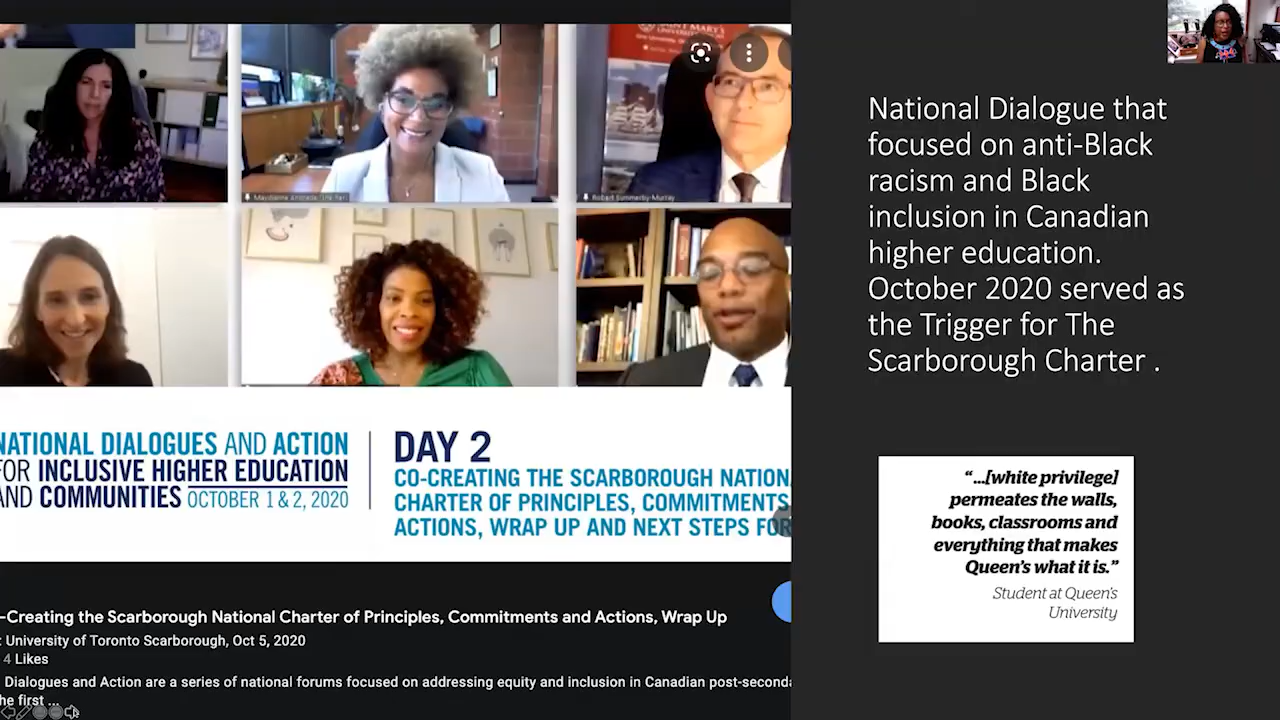 SAINT MARY'S
Robert Summerby-Murray
NATIONAL DIALOGUES AND ACTION
FOR INCLUSIVE HIGHER EDUCATION
AND COMMUNITIES OCTOBER 1 & 2, 2020
DAY 2
CO-CREATING THE SCARBOROUGH NATION
CHARTER OF PRINCIPLES, COMMITMENTS
ACTIONS, WRAP UP AND NEXT STEPS FOR
-Creating the Scarborough National Charter of Principles, Commitments and Actions, Wrap Up
: University of Toronto Scarborough, Oct 5, 2020
4 Likes
Dialogues and Action are a series of national forums focused on addressing equity and inclusion in Canadian post-seconda
he first ...
National Dialogue that
focused on anti-Black
racism and Black
inclusion in Canadian
higher education.
October 2020 served as
the Trigger for The
Scarborough Charter .
“...[white privilege]
permeates the walls,
books, classrooms and
everything that makes
Queen's what it is.”
Student at Queen's
University